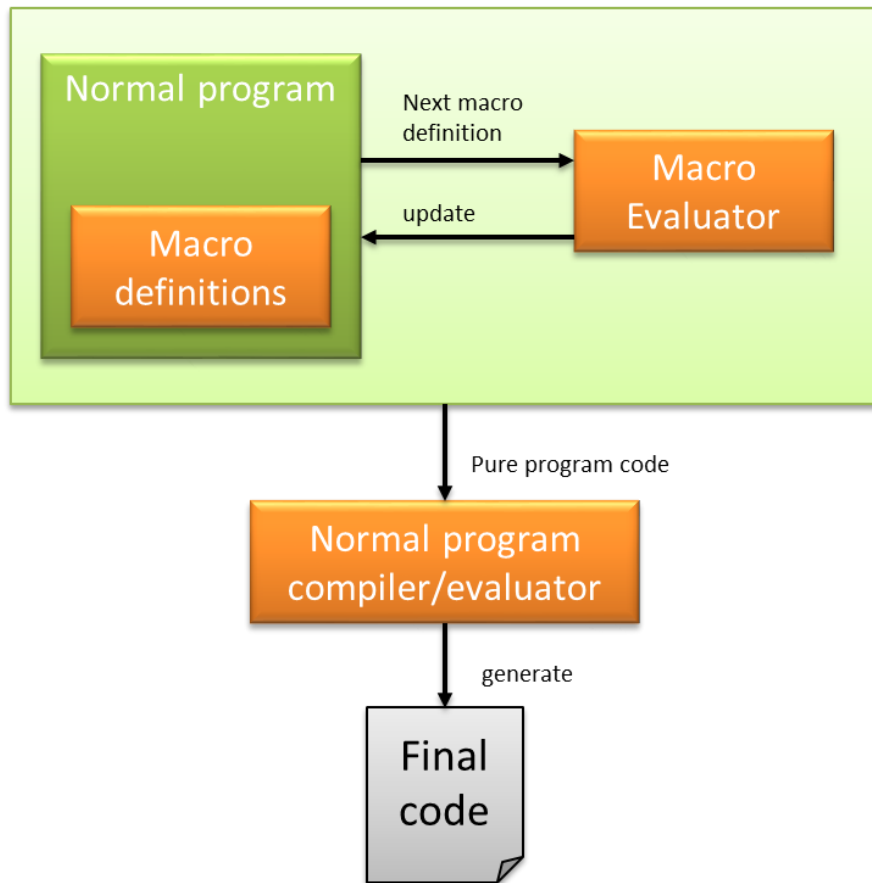 Normal program
Next macro
definition
Macro
Evaluator
update
Macro
definitions
Pure program code
Normal program
compiler/evaluator
generate
Final
code